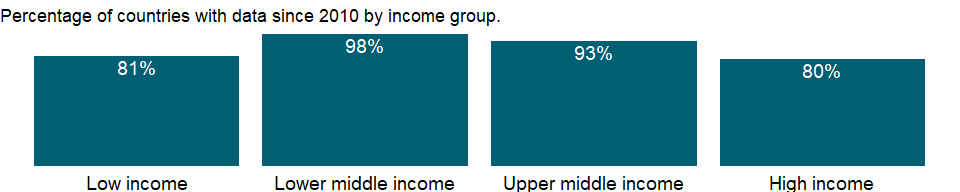 Percentage of countries with data since 2010 by income group.
81%
98%
93%
80%
Low income
Lower middle income
Upper middle income
High income